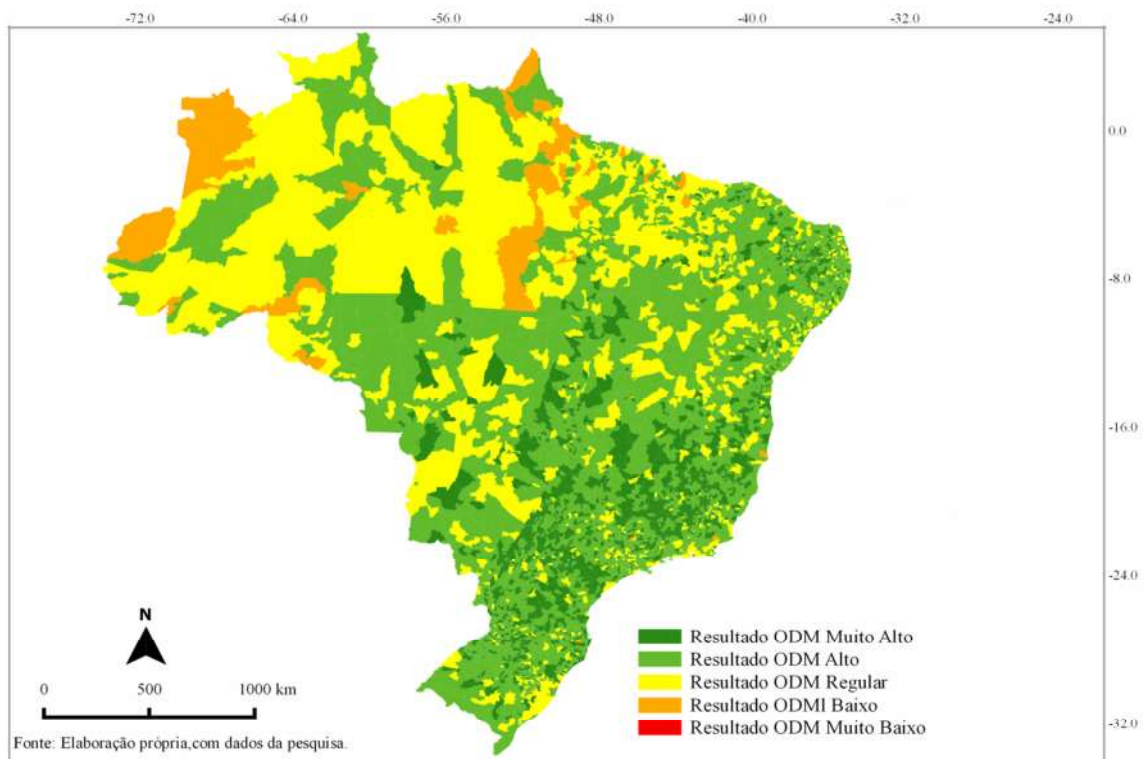 -72.0 -64.0 -56.0 -48.0 -40.0 -32.0 -24.0
0.0
-8.0
-16.0
-24.0
-32.0
N
0 500 1000 km
Resultado ODM Muito Alto
Resultado ODM Alto
Resultado ODM Regular
Resultado ODMl Baixo
Resultado ODM Muito Baixo
Fonte: Elaboração própria,com dados da pesquisa.